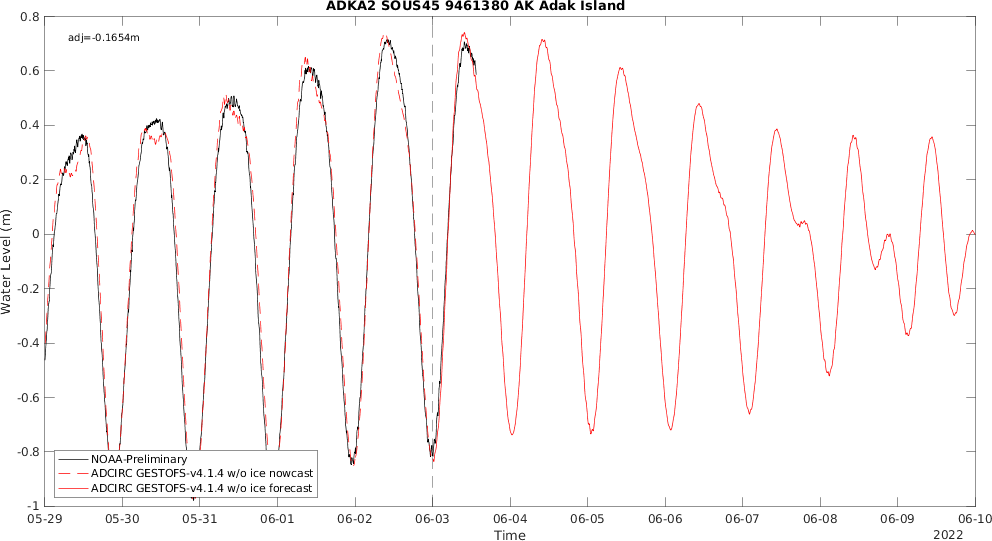 ADKA2 SOUS45 9461380 AK Adak Island
adj=-0.1654m
0.8
0.6
0.4
0.2
0
-0.2
-0.4
-0.6
-0.8
-1
Water Level (m)
NOAA-Preliminary
ADCIRC GESTOFS-v4.1.4 w/o ice nowcast
ADCIRC GESTOFS-v4.1.4 w/o ice forecast
05-29 05-30 05-31 06-01 06-02 06-03 06-04 06-05 06-06 06-07 06-08 06-09 06-10
Time
2022